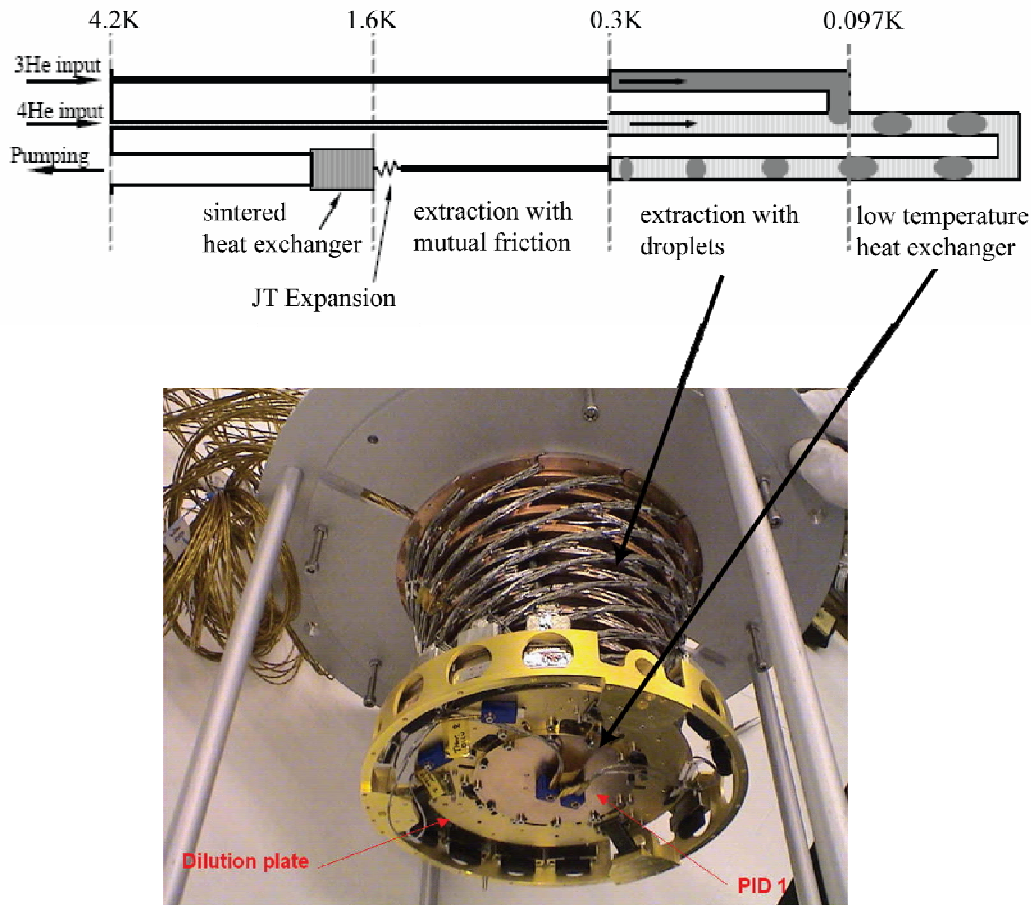 4.2K 1.6K 0.3K 0.097K
3He input
4He input
Pumping
sintered
heat exchanger
JT Expansion
extraction with
mutual friction
extraction with
droplets
low temperature
heat exchanger
Dilution plate
PID 1